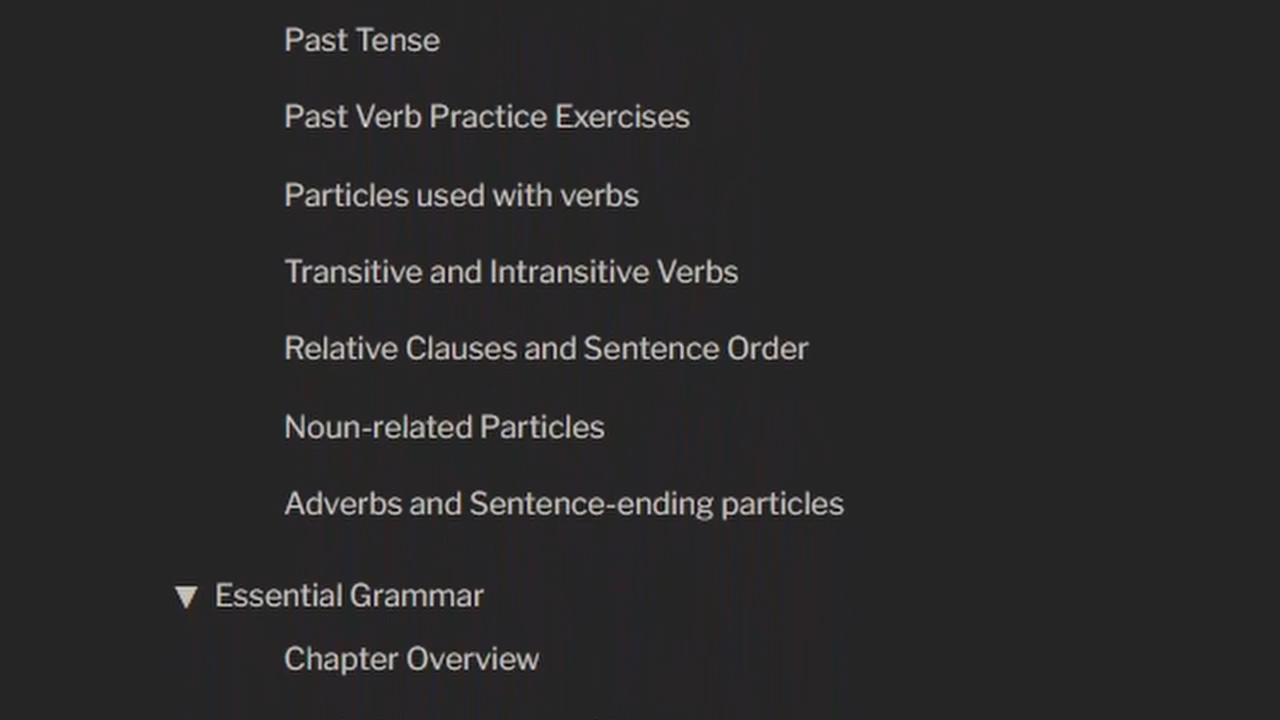 Past Tense
Past Verb Practice Exercises
Particles used with verbs
Transitive and Intransitive Verbs
Relative Clauses and Sentence Order
Noun-related Particles
Adverbs and Sentence-ending particles
▼ Essential Grammar
Chapter Overview